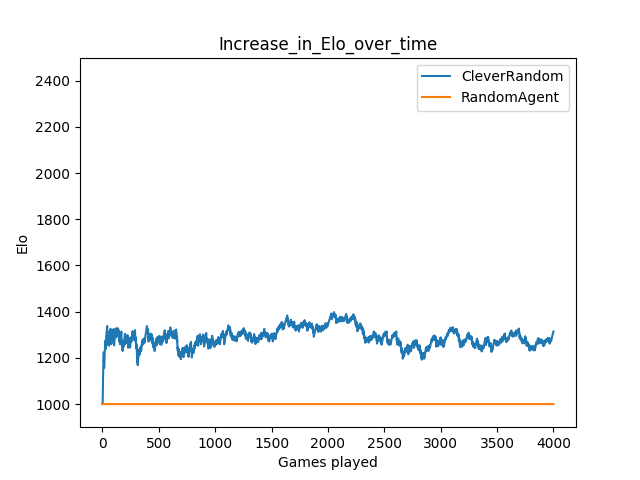 Increase_in_Elo_over_time
CleverRandom
RandomAgent
2400
2200
2000
1800
1600
1400
1200
1000
Elo
0 500 1000 1500 2000 2500 3000 3500 4000
Games played